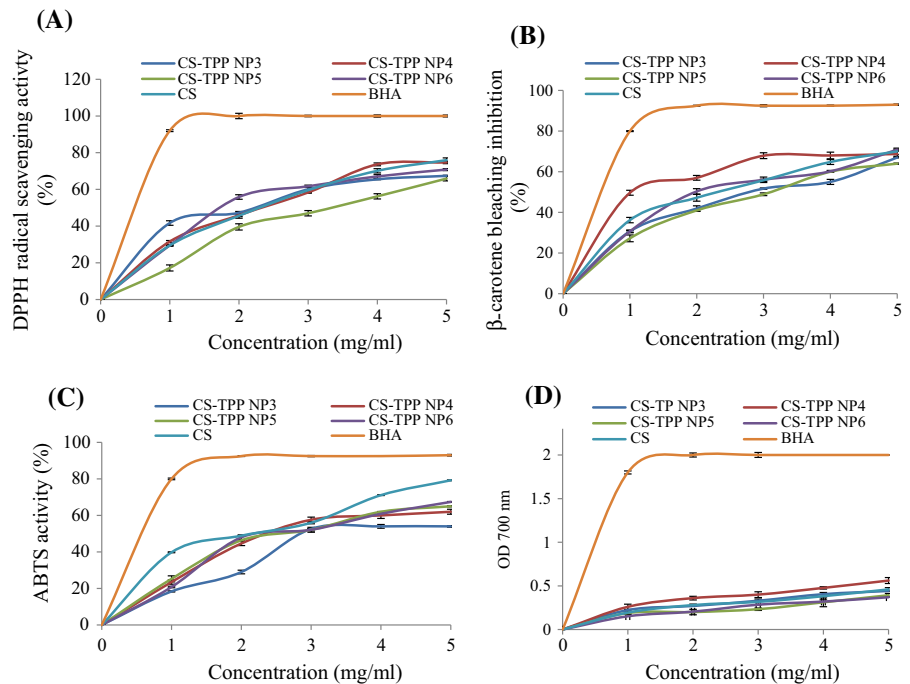 (A)
CS-TPP NP3 CS-TPP NP4
CS-TPP NP5 CS-TPP NP6
CS BHA
DPPH radical scavenging activity
(%)
120
100
80
60
40
20
0
0 1 2 3 4 5
Concentration (mg/ml)
(B)
CS-TPP NP3 CS-TPP NP4
CS-TPP NP5 CS-TPP NP6
CS BHA
β-carotene bleaching inhibition
(%)
100
80
60
40
20
0
0 1 2 3 4 5
Concentration (mg/ml)
(C)
CS-TPP NP3 CS-TPP NP4
CS-TPP NP5 CS-TPP NP6
CS BHA
ABTS activity (%)
100
80
60
40
20
0
0 1 2 3 4 5
Concentration (mg/ml)
(D)
CS-TP NP3 CS-TPP NP4
CS-TPP NP5 CS-TPP NP6
CS BHA
OD 700 nm
2
1.5
1
0.5
0
0 1 2 3 4 5
Concentration (mg/ml)